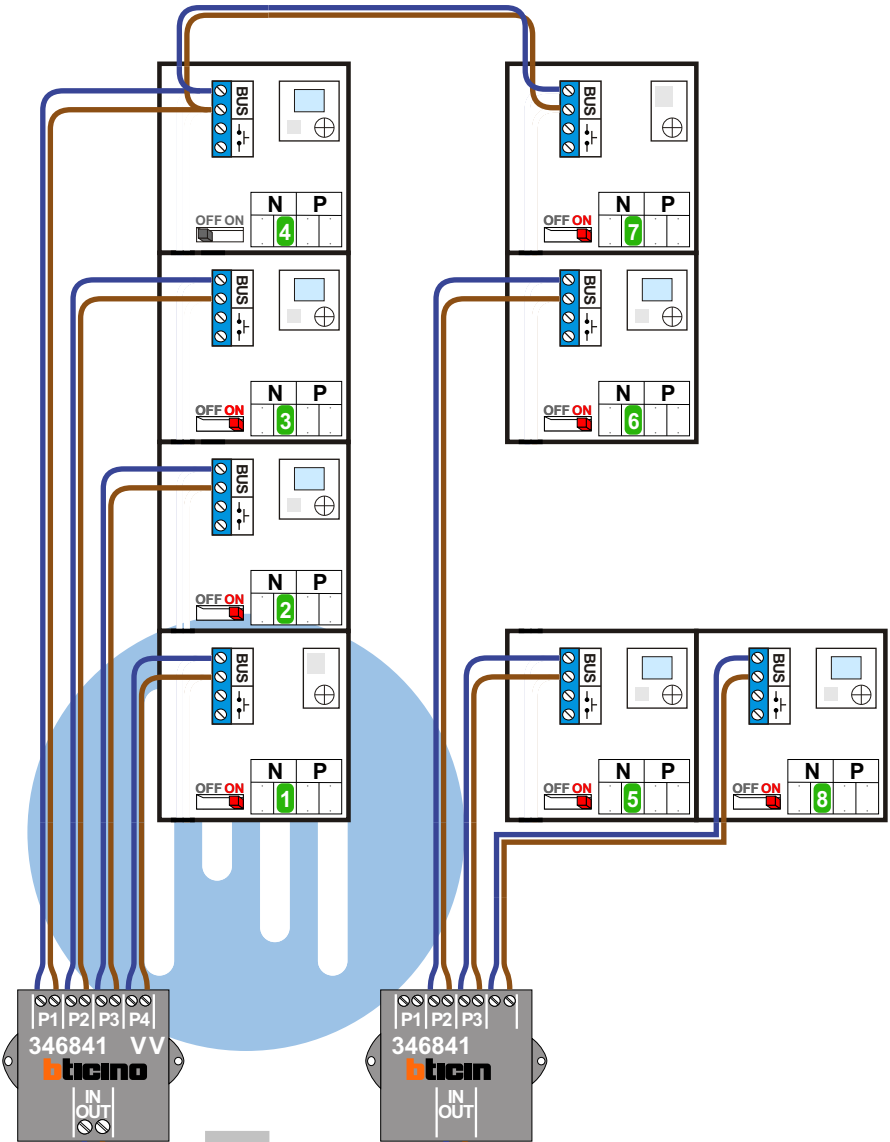 BUS
N P
OFF ON
4
BUS
N P
OFF ON
7
BUS
N P
OFF ON
3
BUS
N P
OFF ON
6
BUS
N P
OFF ON
2
BUS
N P
OFF ON
1
BUS
N P
OFF ON
5
BUS
N P
OFF ON
8
P1 P2 P3 P4
346841 VV
bticino
IN
OUT
P1 P2 P3
346841
bticin
IN
OUT